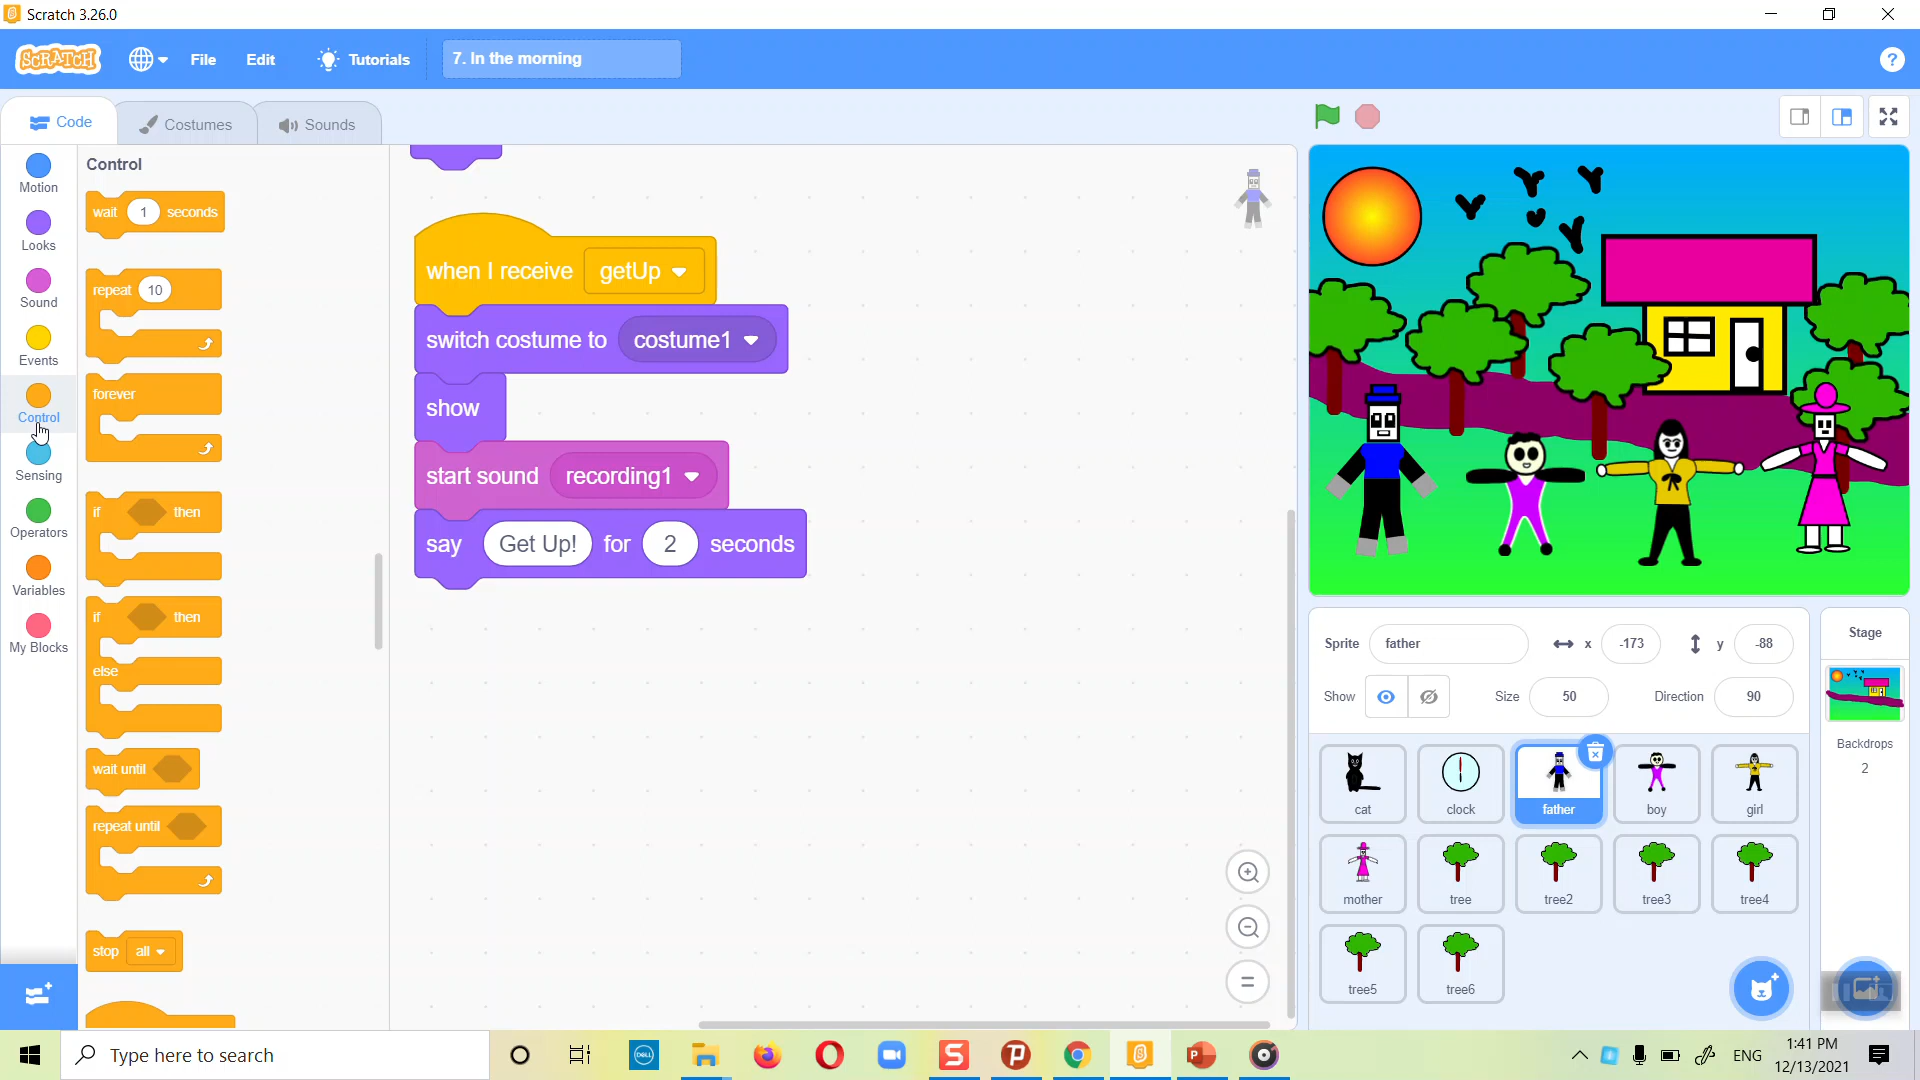 Scratch 3.26.0
SCRATCH File Edit Tutorials 7. In the morning ?
Code Costumes Sounds
Motion
Looks
Sound
Events
Control
Sensing
Operators
Variables
My Blocks
Control
wait 1 seconds
repeat 10
forever
if then
if then
else
wait until
repeat until
stop all
when I receive getUp
switch costume to costume1
show
start sound recording1
say Get Up! for 2 seconds
Sprite father x -173 y -88
Show Size 50 Direction 90
cat clock father boy girl
mother tree tree2 tree3 tree4
tree5 tree6
Stage
Backdrops
2
Type here to search
DELL
ENG
1:41 PM
12/13/2021